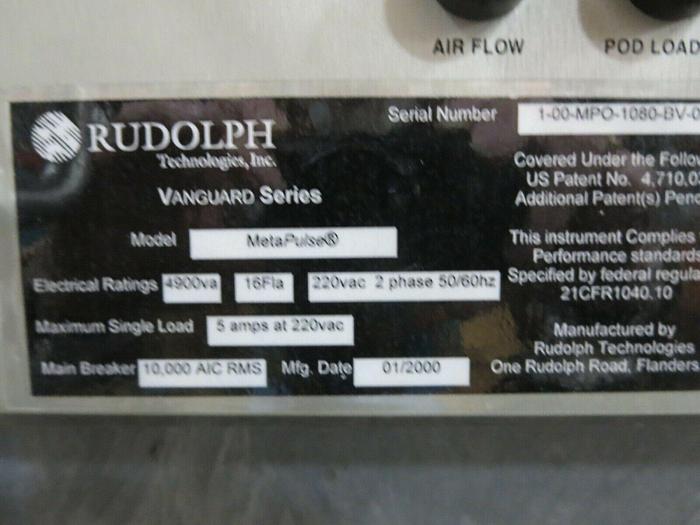 AIR FLOW POD LOAD
RUDOLPH
Technologies, Inc.
VANGUARD Series
Serial Number 1-00-MPO-1080-BV-0
Model MetaPulse®
Electrical Ratings 4900va 16Fla 220vac 2 phase 50/60hz
Maximum Single Load 5 amps at 220vac
Main Breaker 10,000 AIC RMS Mfg. Date 01/2000
Covered Under the Follow
US Patent No. 4,710,03
Additional Patent(s) Pend
This instrument Complies
Performance standards
Specified by federal regula
21CFR1040.10
Manufactured by
Rudolph Technologies
One Rudolph Road, Flanders